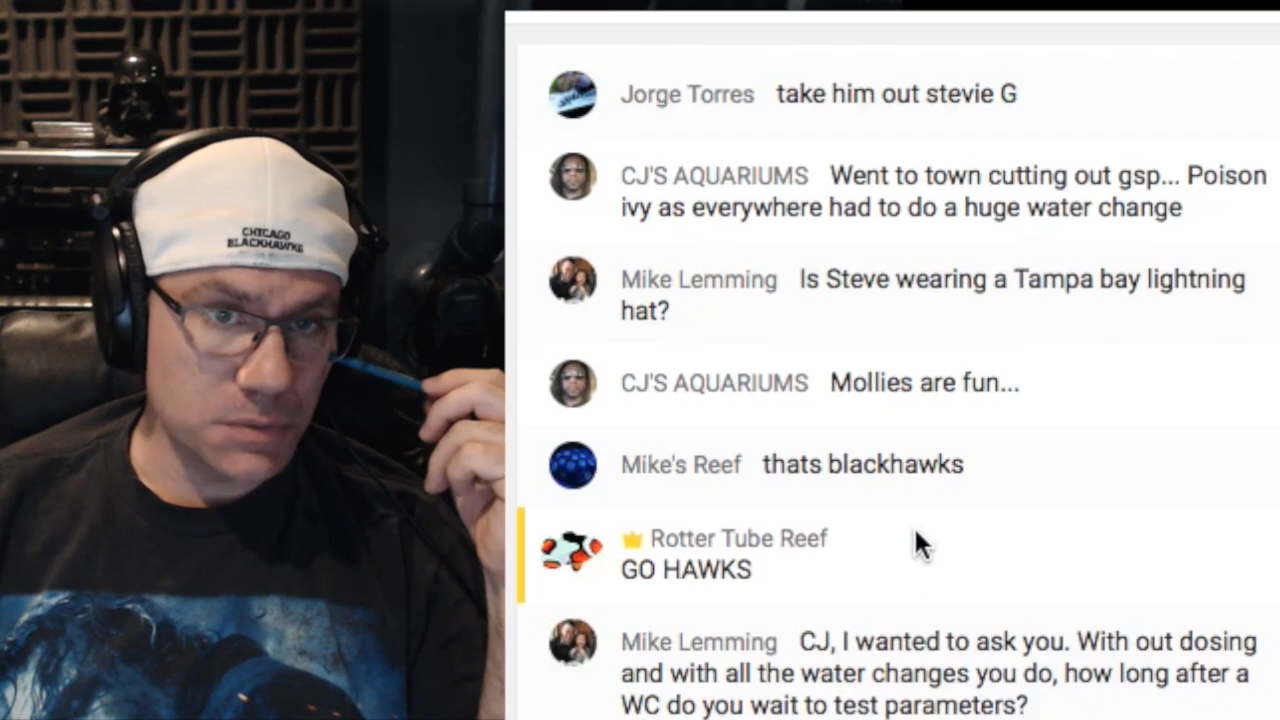 CHICAGO
BLACKHAWKS
Jorge Torres take him out stevie G
CJ'S AQUARIUMS Went to town cutting out gsp... Poison
ivy as everywhere had to do a huge water change
Mike Lemming Is Steve wearing a Tampa bay lightning
hat?
CJ'S AQUARIUMS Mollies are fun...
Mike's Reef thats blackhawks
Rotter Tube Reef
GO HAWKS
Mike Lemming CJ, I wanted to ask you. With out dosing
and with all the water changes you do, how long after a
WC do you wait to test parameters?